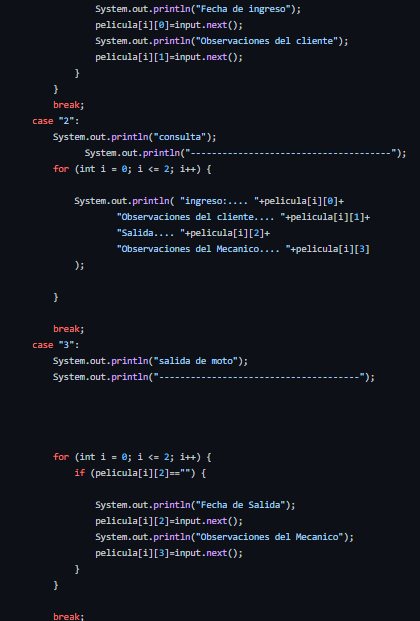 System.out.println("Fecha de ingreso");
pelicula[i][0]=input.next();
System.out.println("Observaciones del cliente");
pelicula[i][1]=input.next();
}
}
break;
case "2":
System.out.println("consulta");
System.out.println("---------------------------------------");
for (int i = 0; i <= 2; i++) {
System.out.println( "ingreso:.... "+pelicula[i][0]+
"Observaciones del cliente.... "+pelicula[i][1]+
"Salida.... "+pelicula[i][2]+
"Observaciones del Mecanico.... "+pelicula[i][3]
);
}
break;
case "3":
System.out.println("salida de moto");
System.out.println("---------------------------------------");
for (int i = 0; i <= 2; i++) {
if (pelicula[i][2]=="") {
System.out.println("Fecha de Salida");
pelicula[i][2]=input.next();
System.out.println("Observaciones del Mecanico");
pelicula[i][3]=input.next();
}
}
break;